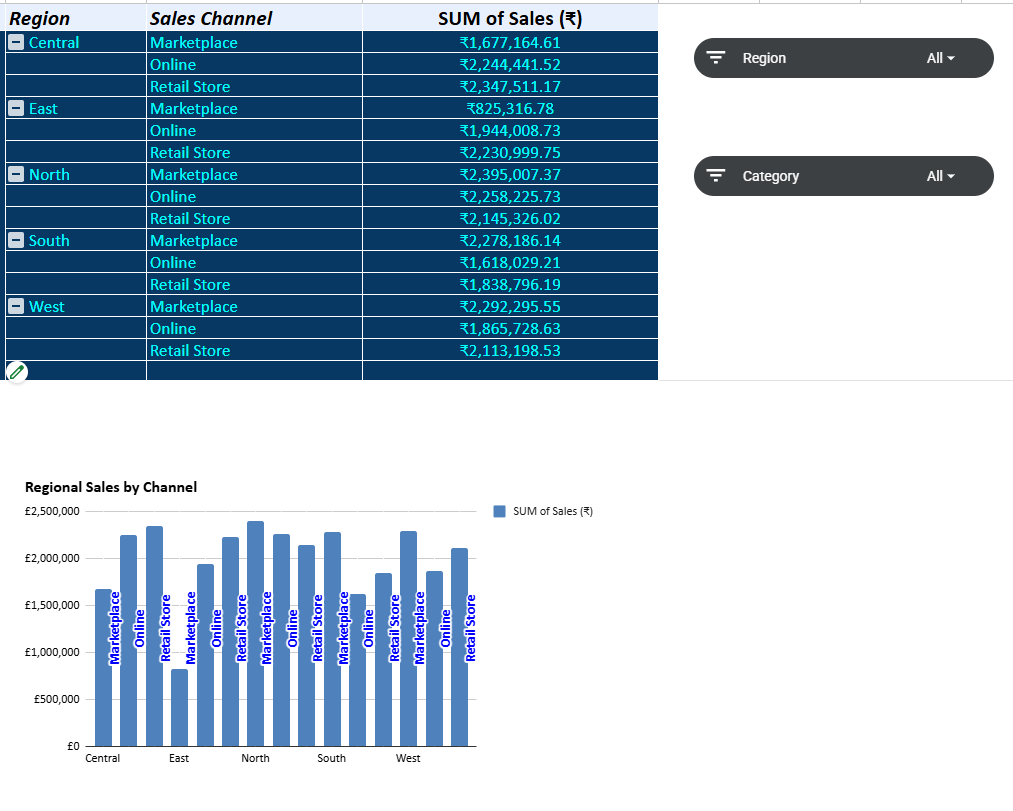 Region Sales Channel SUM of Sales (₹)
Central Marketplace ₹1,677,164.61
Online ₹2,244,441.52
Retail Store ₹2,347,511.17
East Marketplace ₹825,316.78
Online ₹1,944,008.73
Retail Store ₹2,230,999.75
North Marketplace ₹2,395,007.37
Online ₹2,258,225.73
Retail Store ₹2,145,326.02
South Marketplace ₹2,278,186.14
Online ₹1,618,029.21
Retail Store ₹1,838,796.19
West Marketplace ₹2,292,295.55
Online ₹1,865,728.63
Retail Store ₹2,113,198.53
Region All
Category All
Regional Sales by Channel
SUM of Sales (₹)
£2,500,000
£2,000,000
£1,500,000
£1,000,000
£500,000
£0
Marketplace
Online
Retail Store
Marketplace
Online
Retail Store
Marketplace
Online
Retail Store
Marketplace
Online
Retail Store
Marketplace
Online
Retail Store
Central East North South West